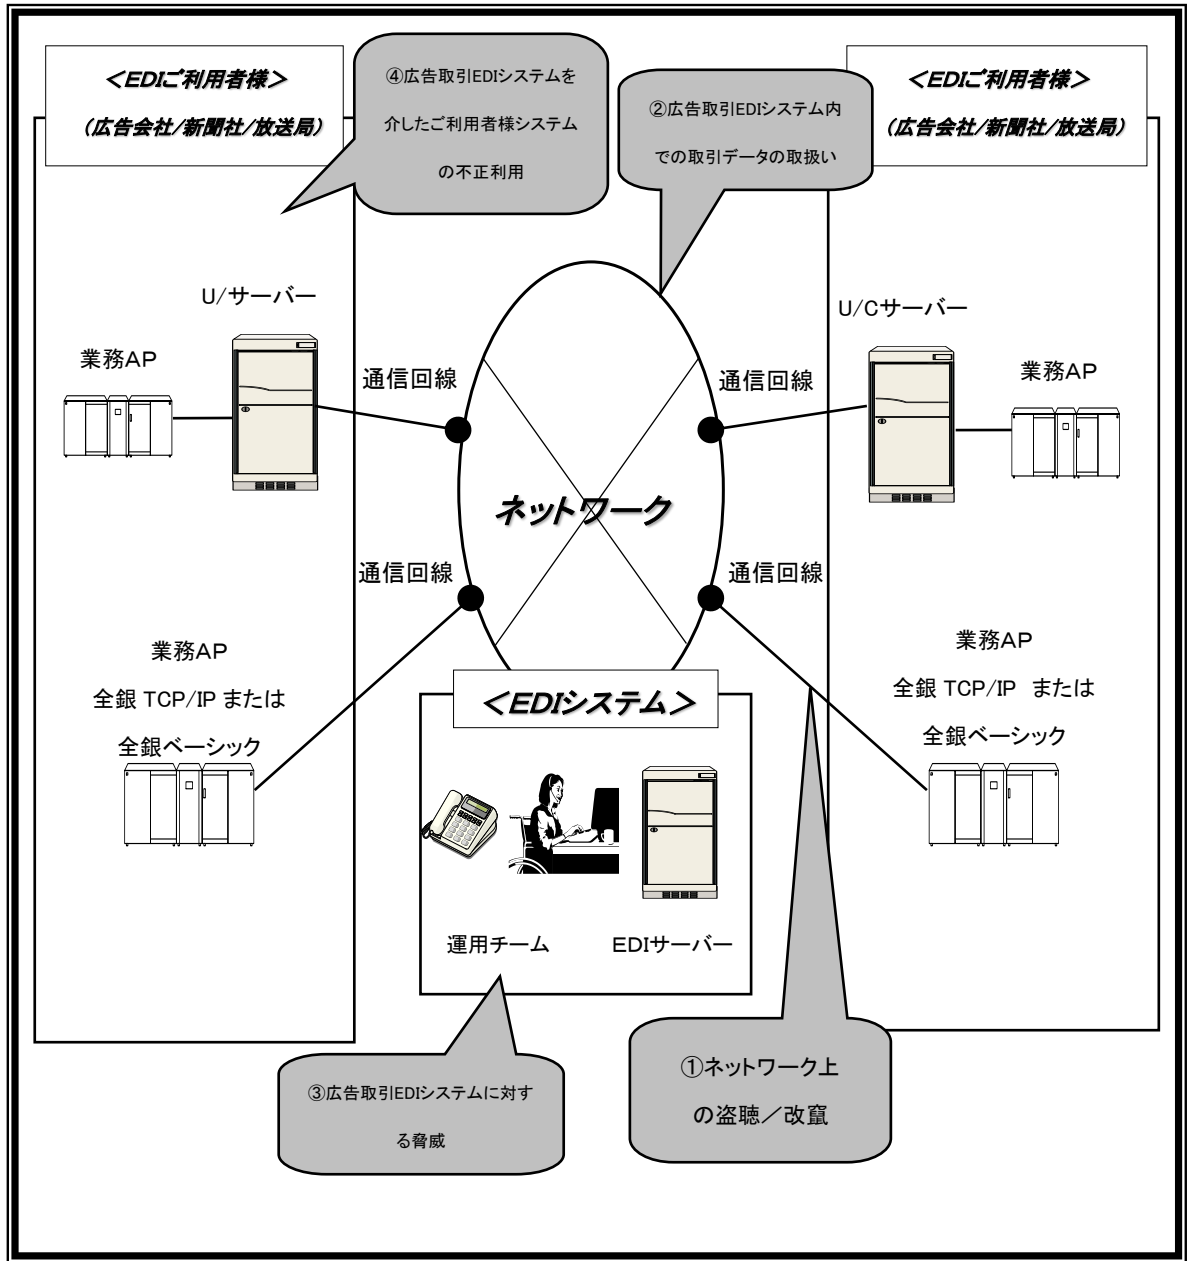 ＜EDIご利用者様＞
（広告会社/新聞社/放送局）
④広告取引EDIシステムを
介したご利用者様システム
の不正利用
②広告取引EDIシステム内
での取引データの取扱い
＜EDIご利用者様＞
（広告会社/新聞社/放送局）
U/サーバー
業務AP
通信回線
通信回線
U/Cサーバー
業務AP
ネットワーク
通信回線
通信回線
業務AP
全銀 TCP/IP または
全銀ベーシック
業務AP
全銀 TCP/IP または
全銀ベーシック
＜EDIシステム＞
運用チーム
EDIサーバー
③広告取引EDIシステムに対す
る脅威
①ネットワーク上
の盗聴／改竄